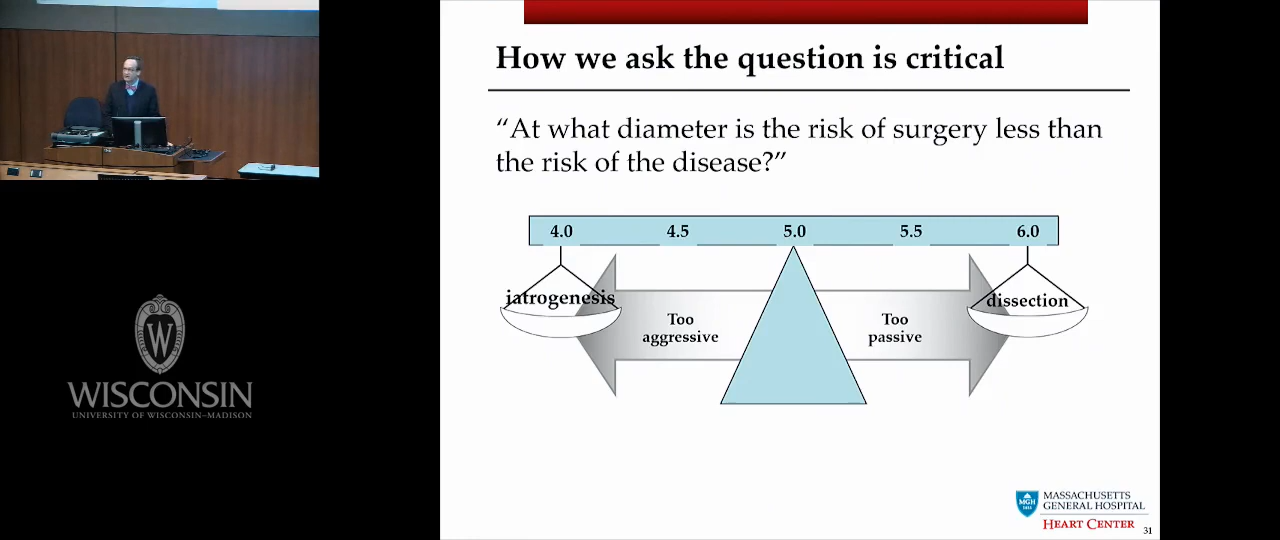 How we ask the question is critical
“At what diameter is the risk of surgery less than
the risk of the disease?”
4.0 4.5 5.0 5.5 6.0
iatrogenesis
Too
aggressive
Too
passive
dissection
W
WISCONSIN
UNIVERSITY OF WISCONSIN–MADISON
MGH
1811
MASSACHUSETTS
GENERAL HOSPITAL
HEART CENTER
31